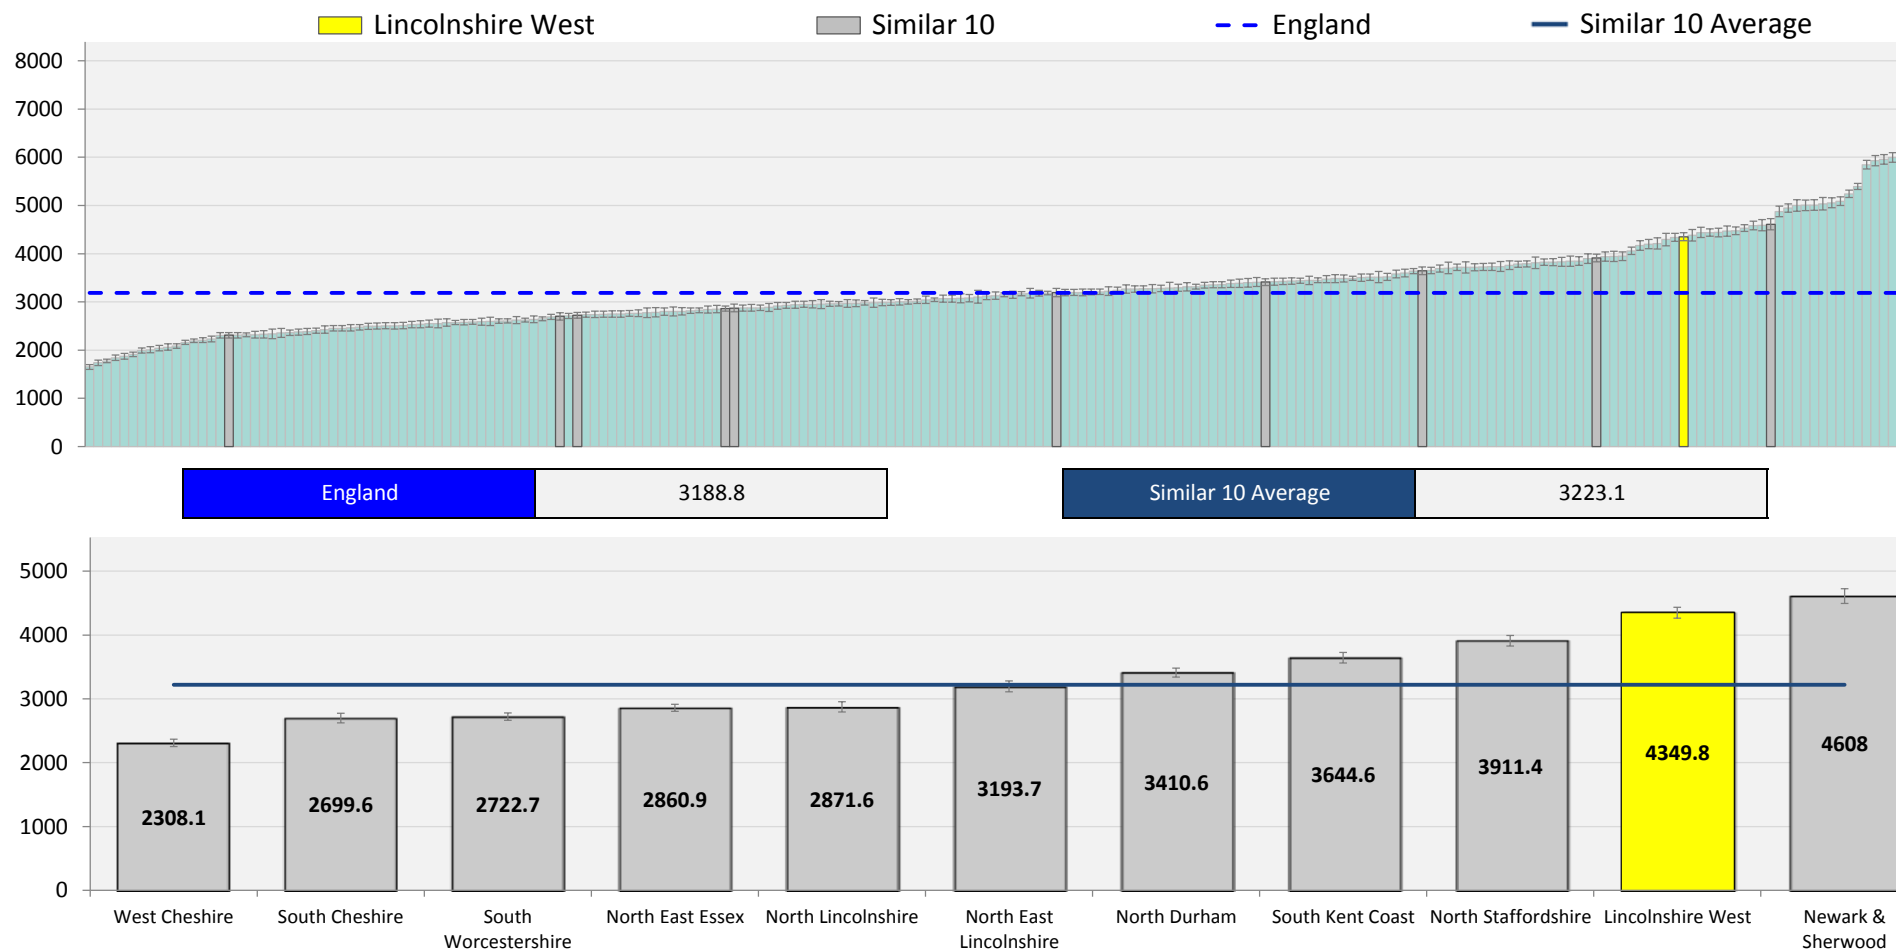 Lincolnshire West
Similar 10
England
Similar 10 Average
8000
7000
6000
5000
4000
3000
2000
1000
0
England
3188.8
Similar 10 Average
3223.1
5000
4000
3000
2000
1000
0
2308.1
2699.6
2722.7
2860.9
2871.6
3193.7
3410.6
3644.6
3911.4
4349.8
4608
West Cheshire
South Cheshire
South
Worcestershire
North East Essex
North Lincolnshire
North East
Lincolnshire
North Durham
South Kent Coast
North Staffordshire
Lincolnshire West
Newark &
Sherwood